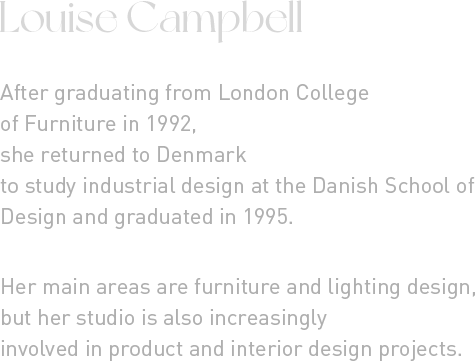 Louise Campbell
After graduating from London College
of Furniture in 1992,
she returned to Denmark
to study industrial design at the Danish School of
Design and graduated in 1995.
Her main areas are furniture and lighting design,
but her studio is also increasingly
involved in product and interior design projects.